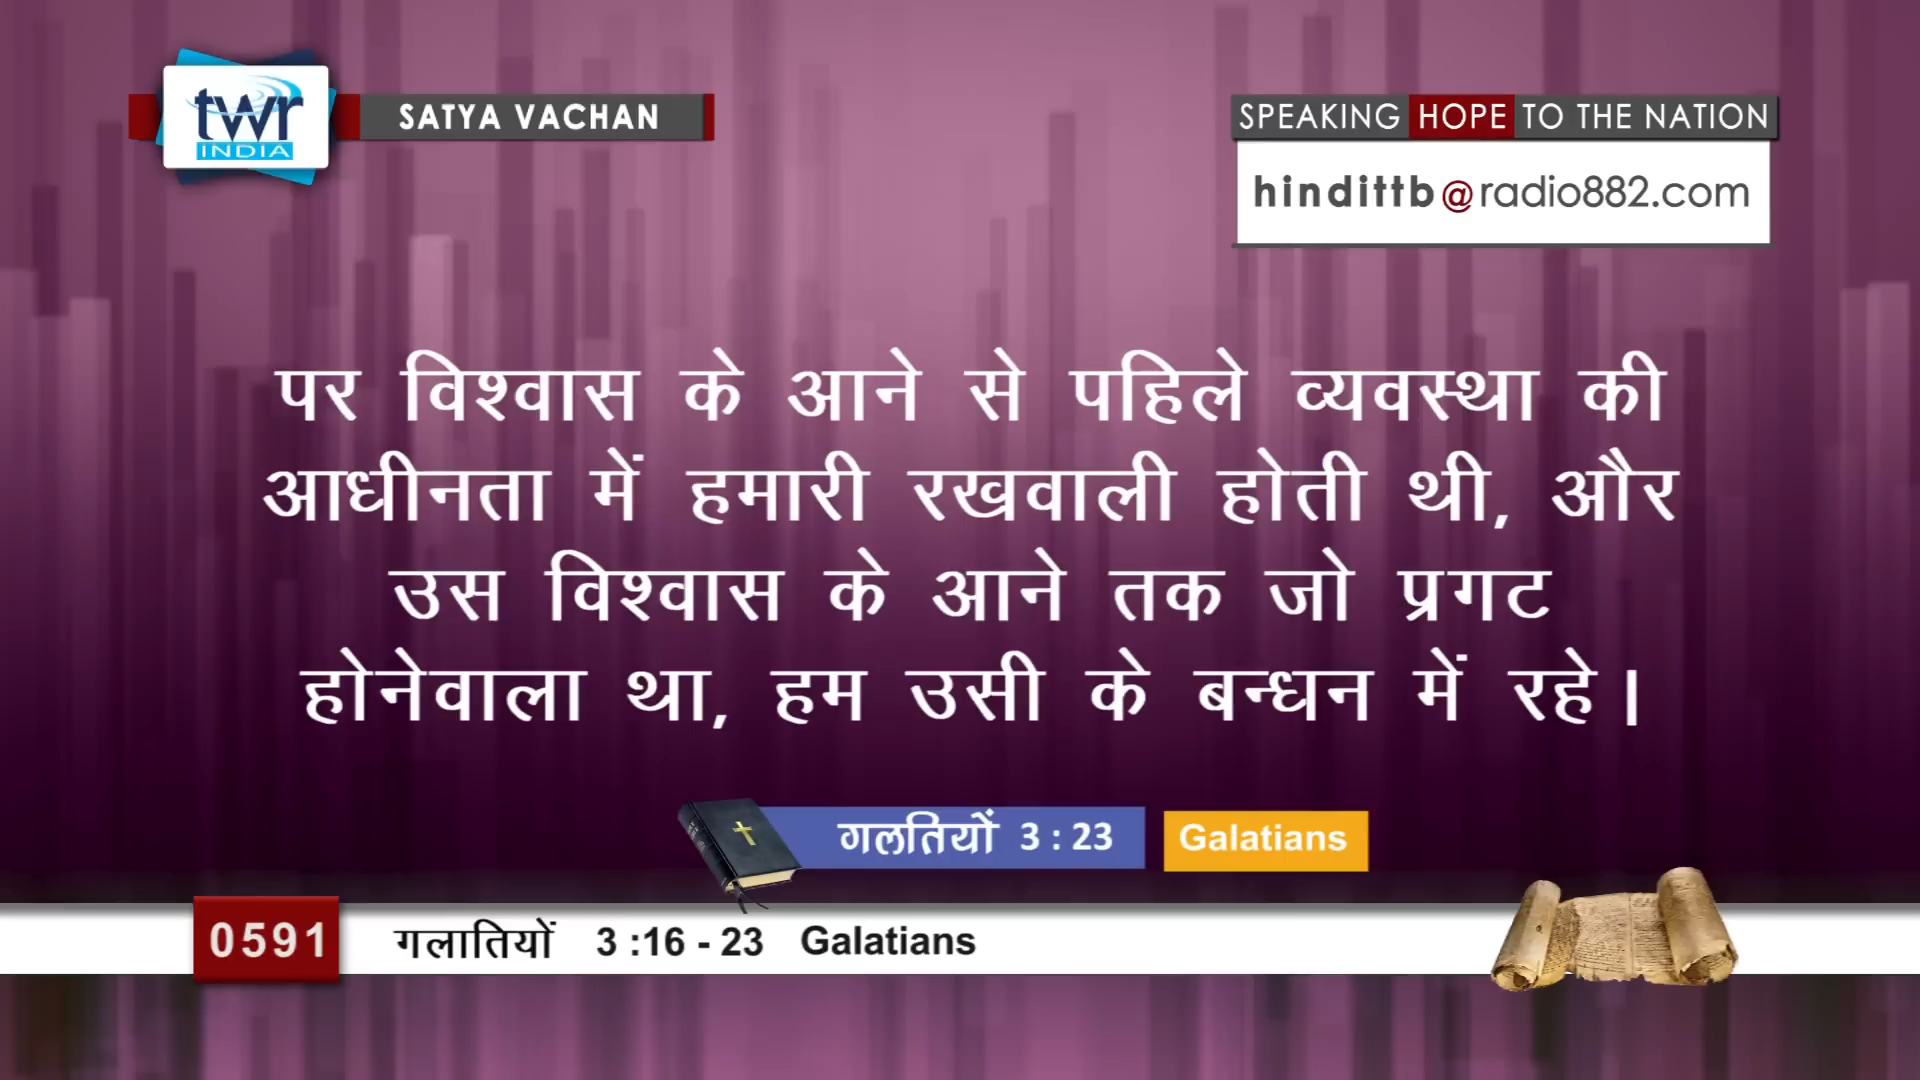 twr
INDIA
SATYA VACHAN
SPEAKING HOPE TO THE NATION
hindittb@radio882.com
पर विश्वास के आने से पहिले व्यवस्था की
आधीनता में हमारी रखवाली होती थी, और
उस विश्वास के आने तक जो प्रगट
होनेवाला था, हम उसी के बन्धन में रहे।
गलतियों 3 : 23 Galatians
0591 गलातियों 3 :16 - 23 Galatians